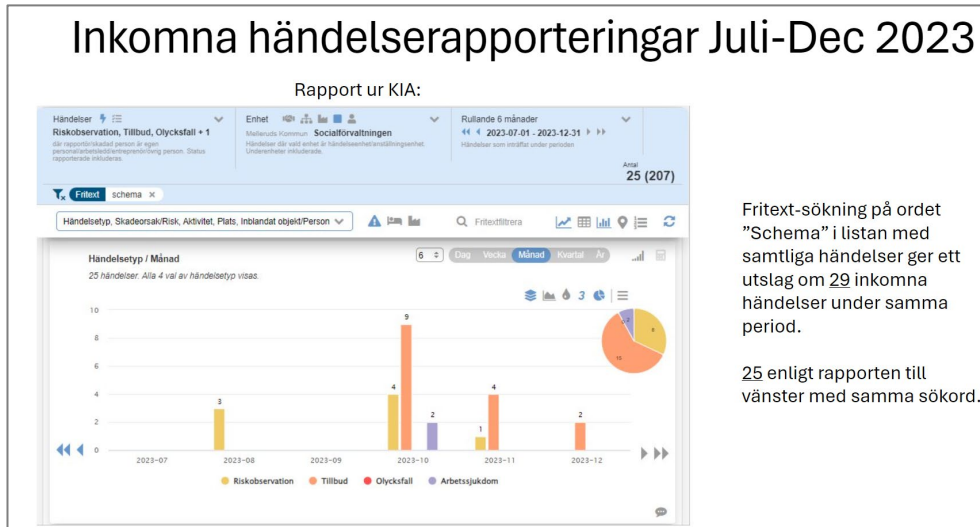 Inkomna händelserapporteringar Juli-Dec 2023
Rapport ur KIA:
Händelser
Riskobservation, Tillbud, Olycksfall + 1
där rapportör/skadad person är egen
personal/arbetsledd/entreprenör/övrig person. Status
rapporterade inkluderas.
Enhet
Melleruds Kommun Socialförvaltningen
Händelser där vald enhet är händelseenhet/anställningsenhet.
Underenheter inkluderade.
Rullande 6 månader
2023-07-01 - 2023-12-31
Händelser som inträffat under perioden
Antal
25 (207)
Fritext schema ×
Händelsetyp, Skadeorsak/Risk, Aktivitet, Plats, Inblandat objekt/Person
Fritextfiltrera
Händelsetyp / Månad
25 händelser. Alla 4 val av händelsetyp visas.
6
Dag Vecka Månad Kvartal År
3
10
8
6
4
2
0
3
4
9
2
1
4
2
8
15
2
2023-07 2023-08 2023-09 2023-10 2023-11 2023-12
Riskobservation Tillbud Olycksfall Arbetssjukdom
Fritext-sökning på ordet
”Schema” i listan med
samtliga händelser ger ett
utslag om 29 inkomna
händelser under samma
period.
25 enligt rapporten till
vänster med samma sökord.